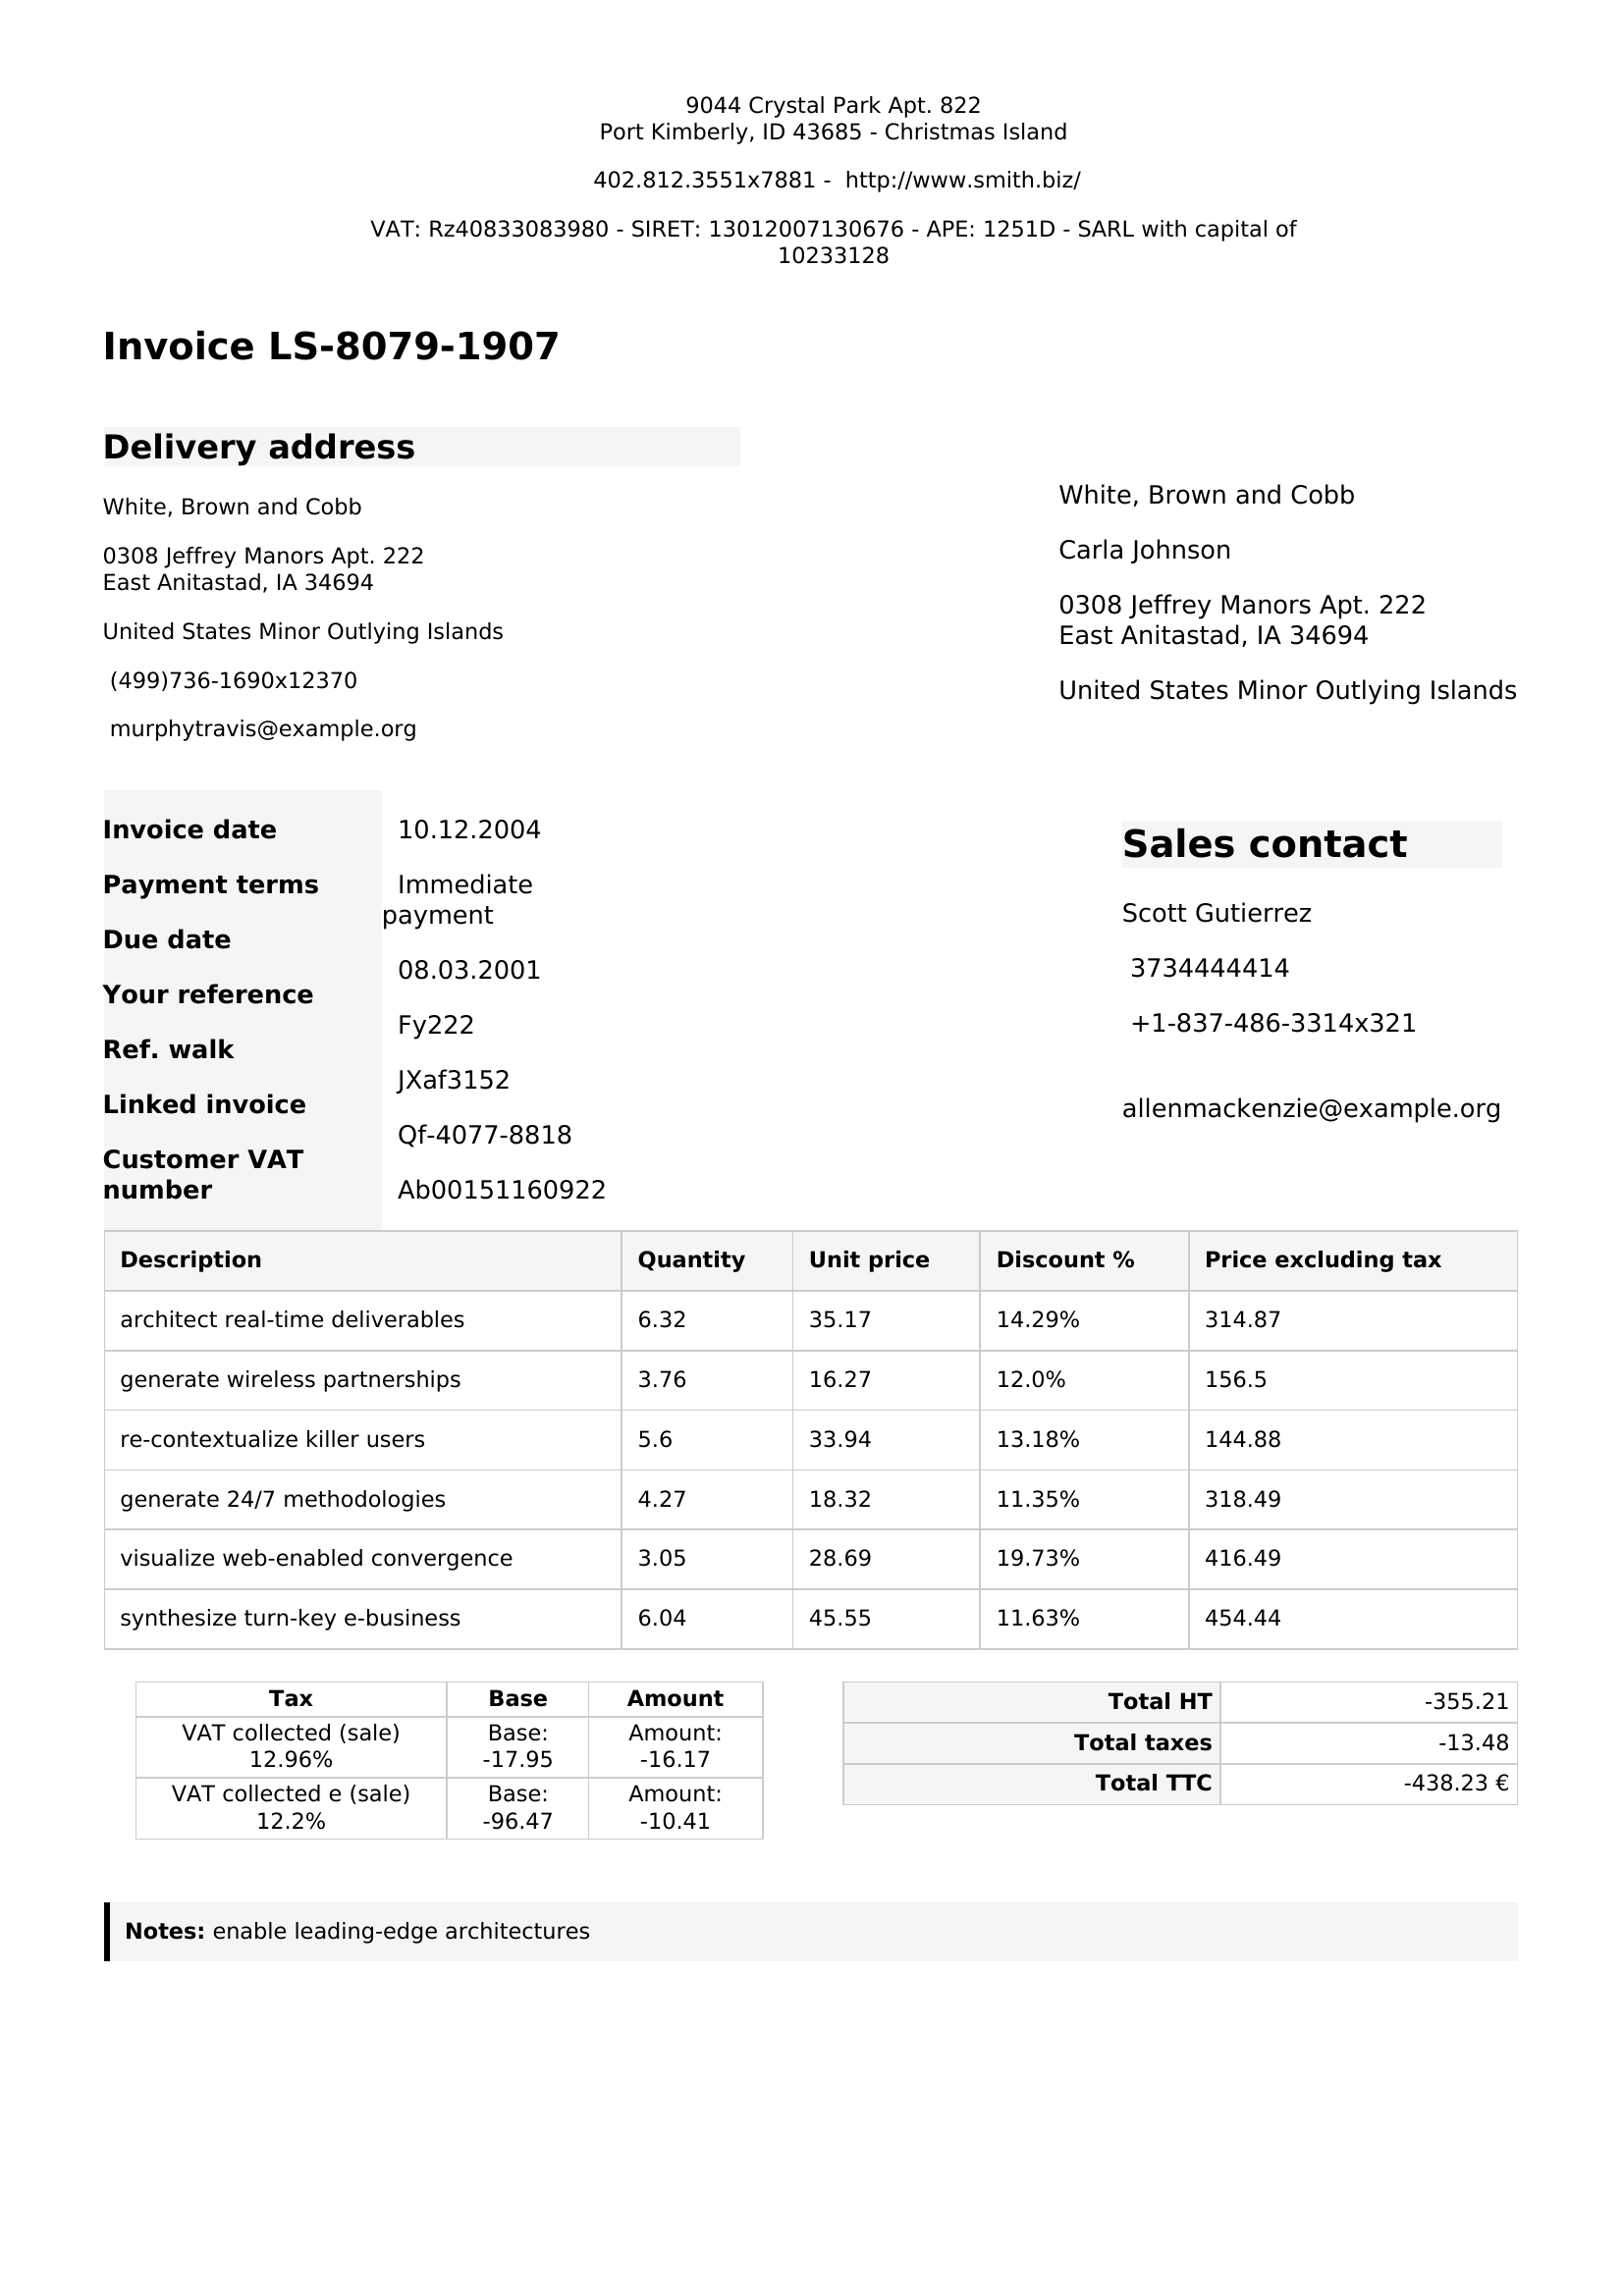 9044 Crystal Park Apt. 822
Port Kimberly, ID 43685 - Christmas Island
402.812.3551x7881 - http://www.smith.biz/
VAT: Rz40833083980 - SIRET: 13012007130676 - APE: 1251D - SARL with capital of
10233128
Invoice LS-8079-1907
Delivery address
White, Brown and Cobb
0308 Jeffrey Manors Apt. 222
East Anitastad, IA 34694
United States Minor Outlying Islands
(499)736-1690x12370
murphytravis@example.org
White, Brown and Cobb
Carla Johnson
0308 Jeffrey Manors Apt. 222
East Anitastad, IA 34694
United States Minor Outlying Islands
Invoice date
Payment terms
Due date
Your reference
Ref. walk
Linked invoice
Customer VAT
number
10.12.2004
Immediate
payment
08.03.2001
Fy222
JXaf3152
Qf-4077-8818
Ab00151160922
Sales contact
Scott Gutierrez
3734444414
+1-837-486-3314x321
allenmackenzie@example.org
Description Quantity Unit price Discount % Price excluding tax
architect real-time deliverables 6.32 35.17 14.29% 314.87
generate wireless partnerships 3.76 16.27 12.0% 156.5
re-contextualize killer users 5.6 33.94 13.18% 144.88
generate 24/7 methodologies 4.27 18.32 11.35% 318.49
visualize web-enabled convergence 3.05 28.69 19.73% 416.49
synthesize turn-key e-business 6.04 45.55 11.63% 454.44
Tax Base Amount
VAT collected (sale) Base: Amount:
12.96% -17.95 -16.17
VAT collected e (sale) Base: Amount:
12.2% -96.47 -10.41
Total HT -355.21
Total taxes -13.48
Total TTC -438.23 €
Notes: enable leading-edge architectures